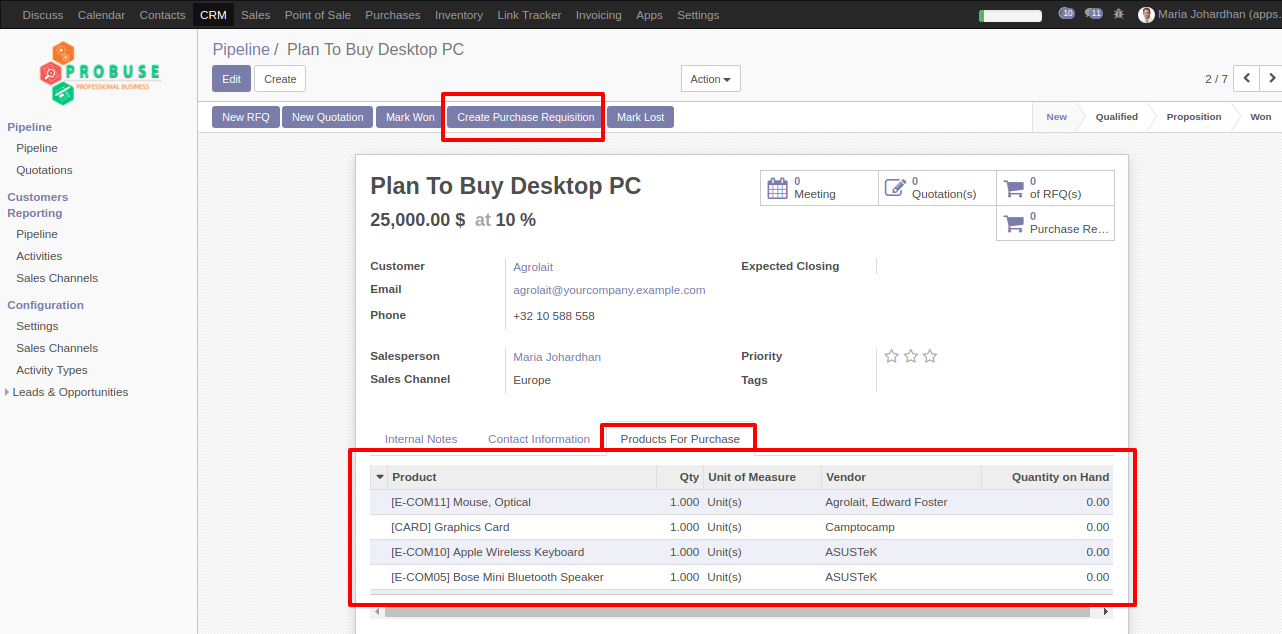 Discuss Calendar Contacts CRM Sales Point of Sale Purchases Inventory Link Tracker Invoicing Apps Settings 10 11 Maria Johardhan (apps...
PROBUSE
PROFESSIONAL BUSINESS
Pipeline
Pipeline
Quotations
Customers
Reporting
Pipeline
Activities
Sales Channels
Configuration
Settings
Sales Channels
Activity Types
Leads & Opportunities
Pipeline / Plan To Buy Desktop PC
Edit Create Action 2 / 7
New RFQ New Quotation Mark Won Create Purchase Requisition Mark Lost New Qualified Proposition Won
Plan To Buy Desktop PC
25,000.00 $ at 10 %
0 Meeting
0 Quotation(s)
0 of RFQ(s)
0 Purchase Re...
Customer Agrolait Expected Closing
Email agrolait@yourcompany.example.com
Phone +32 10 588 558
Salesperson Maria Johardhan Priority
Sales Channel Europe Tags
Internal Notes Contact Information Products For Purchase
Product Qty Unit of Measure Vendor Quantity on Hand
[E-COM11] Mouse, Optical 1.000 Unit(s) Agrolait, Edward Foster 0.00
[CARD] Graphics Card 1.000 Unit(s) Camptocamp 0.00
[E-COM10] Apple Wireless Keyboard 1.000 Unit(s) ASUSTeK 0.00
[E-COM05] Bose Mini Bluetooth Speaker 1.000 Unit(s) ASUSTeK 0.00